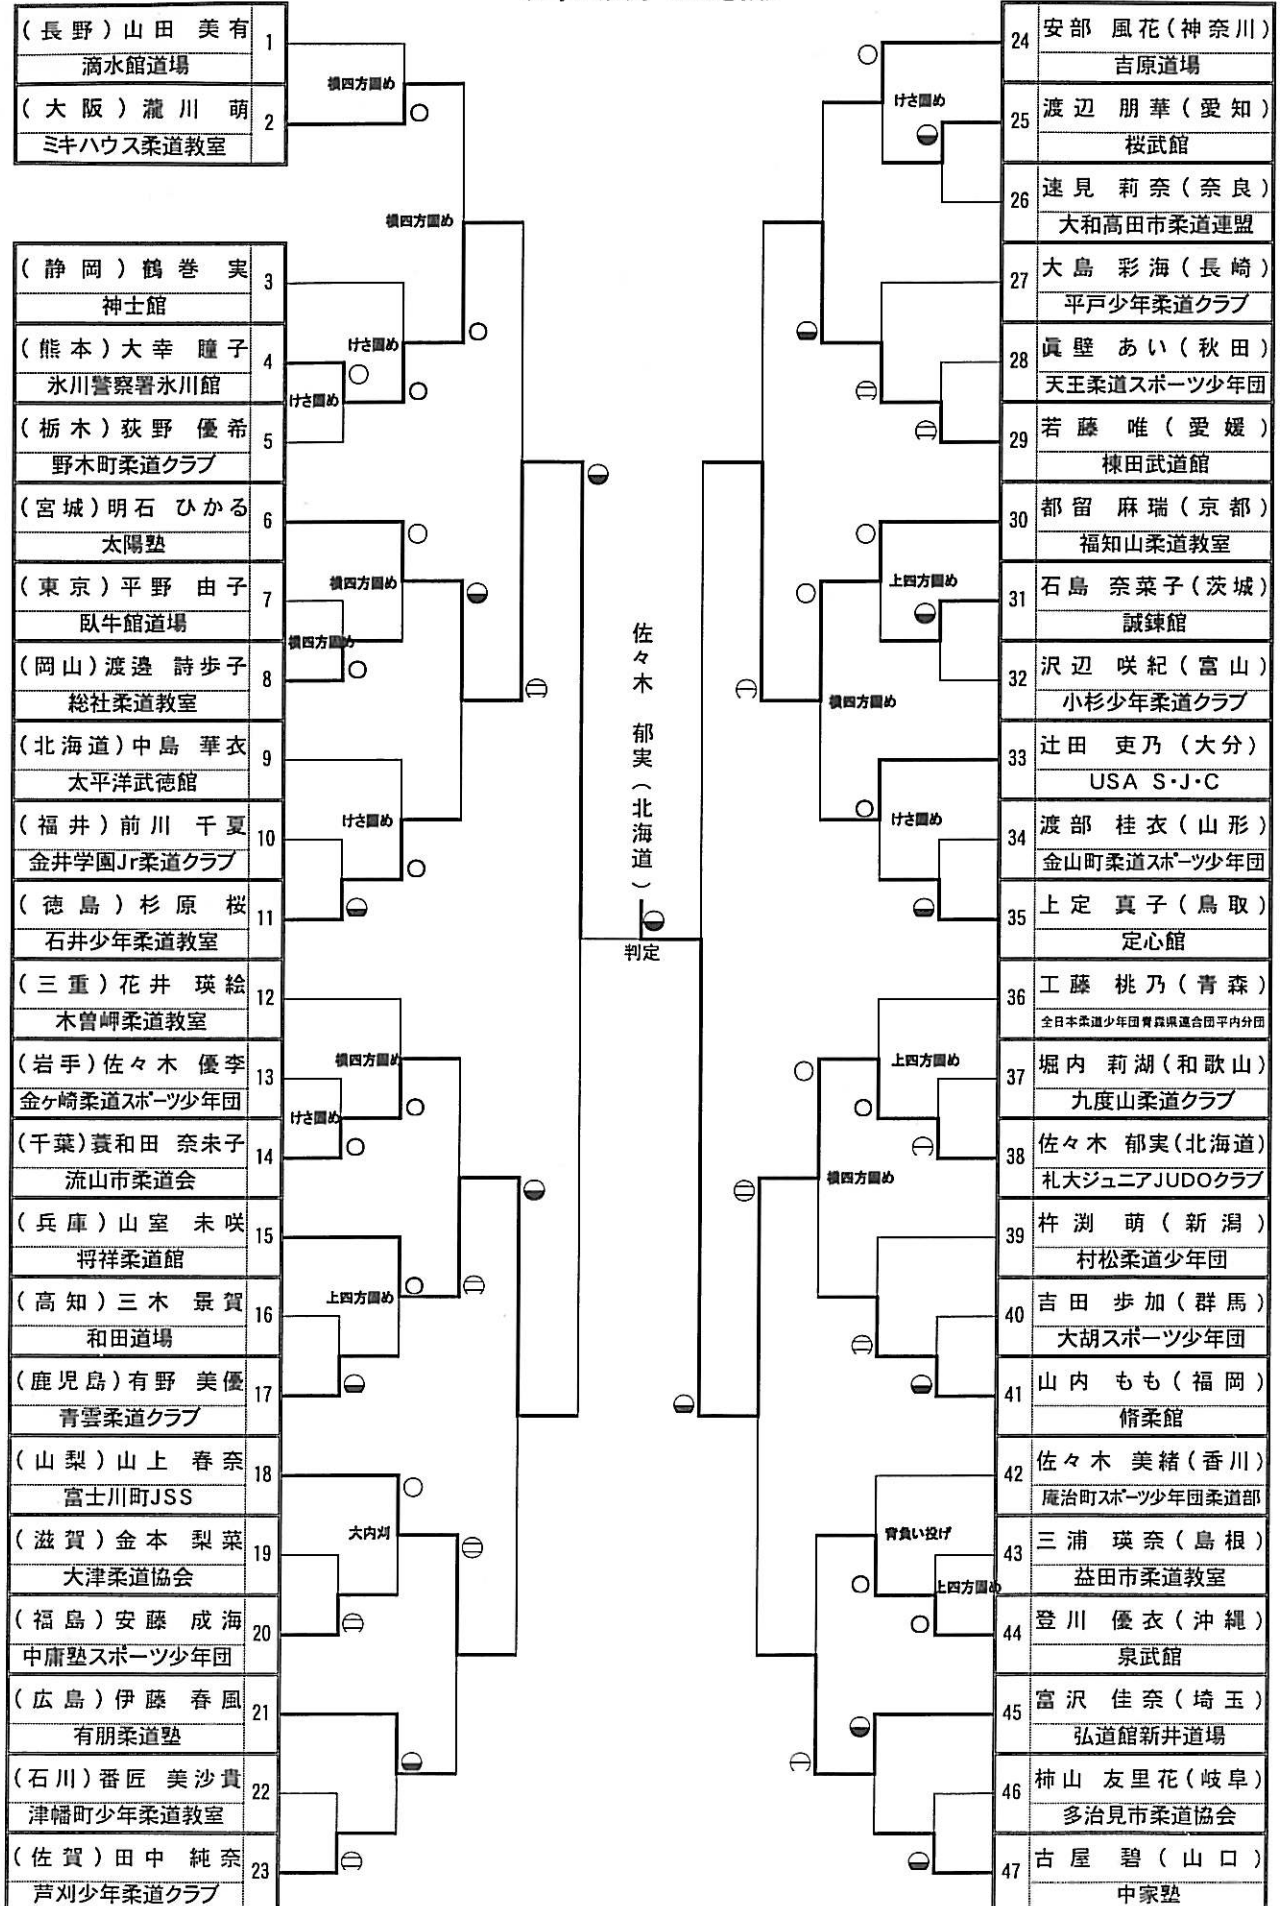 (長野)山田 美有
1
滴水館道場
横四方固め
(大阪)瀧川 萌
2
ミキハウス柔道教室
横四方固め
(静岡)鶴巻 実
3
神士館
けさ固め
(熊本)大幸 瞳子
4
氷川警察署氷川館
けさ固め
(栃木)荻野 優希
5
野木町柔道クラブ
(宮城)明石 ひかる
6
太陽塾
横四方固め
(東京)平野 由子
7
臥牛館道場
横四方固め
(岡山)渡邉 詩歩子
8
総社柔道教室
(北海道)中島 華衣
9
太平洋武徳館
けさ固め
(福井)前川 千夏
10
金井学園Jr柔道クラブ
(徳島)杉原 桜
11
石井少年柔道教室
(三重)花井 瑛絵
12
木曽岬柔道教室
横四方固め
(岩手)佐々木 優李
13
金ケ崎柔道スポーツ少年団
けさ固め
(千葉)蓑和田 奈未子
14
流山市柔道会
(兵庫)山室 未咲
15
将祥柔道館
上四方固め
(高知)三木 景賀
16
和田道場
(鹿児島)有野 美優
17
青雲柔道クラブ
(山梨)山上 春奈
18
富士川町JSS
大内刈
(滋賀)金本 梨菜
19
大津柔道協会
(福島)安藤 成海
20
中庸塾スポーツ少年団
(広島)伊藤 春風
21
有朋柔道塾
(石川)番匠 美沙貴
22
津幡町少年柔道教室
(佐賀)田中 純奈
23
芦刈少年柔道クラブ
佐々木 郁実(北海道)
判定
24
安部 風花(神奈川)
吉原道場
けさ固め
25
渡辺 朋華(愛知)
桜武館
26
速見 莉奈(奈良)
大和高田市柔道連盟
27
大島 彩海(長崎)
平戸少年柔道クラブ
28
眞壁 あい(秋田)
天王柔道スポーツ少年団
29
若藤 唯(愛媛)
棟田武道館
30
都留 麻瑞(京都)
福知山柔道教室
上四方固め
31
石島 奈菜子(茨城)
誠錬館
32
沢辺 咲紀(富山)
小杉少年柔道クラブ
横四方固め
33
辻田 吏乃(大分)
USA S・J・C
けさ固め
34
渡部 桂衣(山形)
金山町柔道スポーツ少年団
35
上定 真子(鳥取)
定心館
36
工藤 桃乃(青森)
全日本柔道少年団青森県連合団平内分団
上四方固め
37
堀内 莉湖(和歌山)
九度山柔道クラブ
38
佐々木 郁実(北海道)
札大ジュニアJUDOクラブ
横四方固め
39
杵渕 萌(新潟)
村松柔道少年団
40
吉田 歩加(群馬)
大胡スポーツ少年団
41
山内 もも(福岡)
脩柔館
42
佐々木 美緒(香川)
庵治町スポーツ少年団柔道部
背負い投げ
43
三浦 瑛奈(島根)
益田市柔道教室
上四方固め
44
登川 優衣(沖縄)
泉武館
45
富沢 佳奈(埼玉)
弘道館新井道場
46
柿山 友里花(岐阜)
多治見市柔道協会
47
古屋 碧(山口)
中家塾